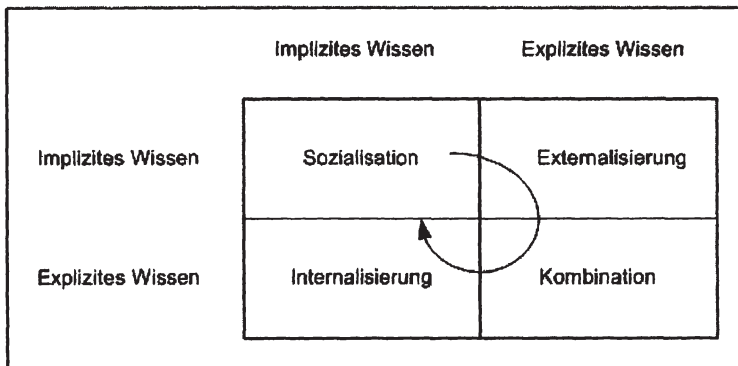 Implizites Wissen Explizites Wissen
Implizites Wissen Sozialisation Externalisierung
Explizites Wissen Internalisierung Kombination